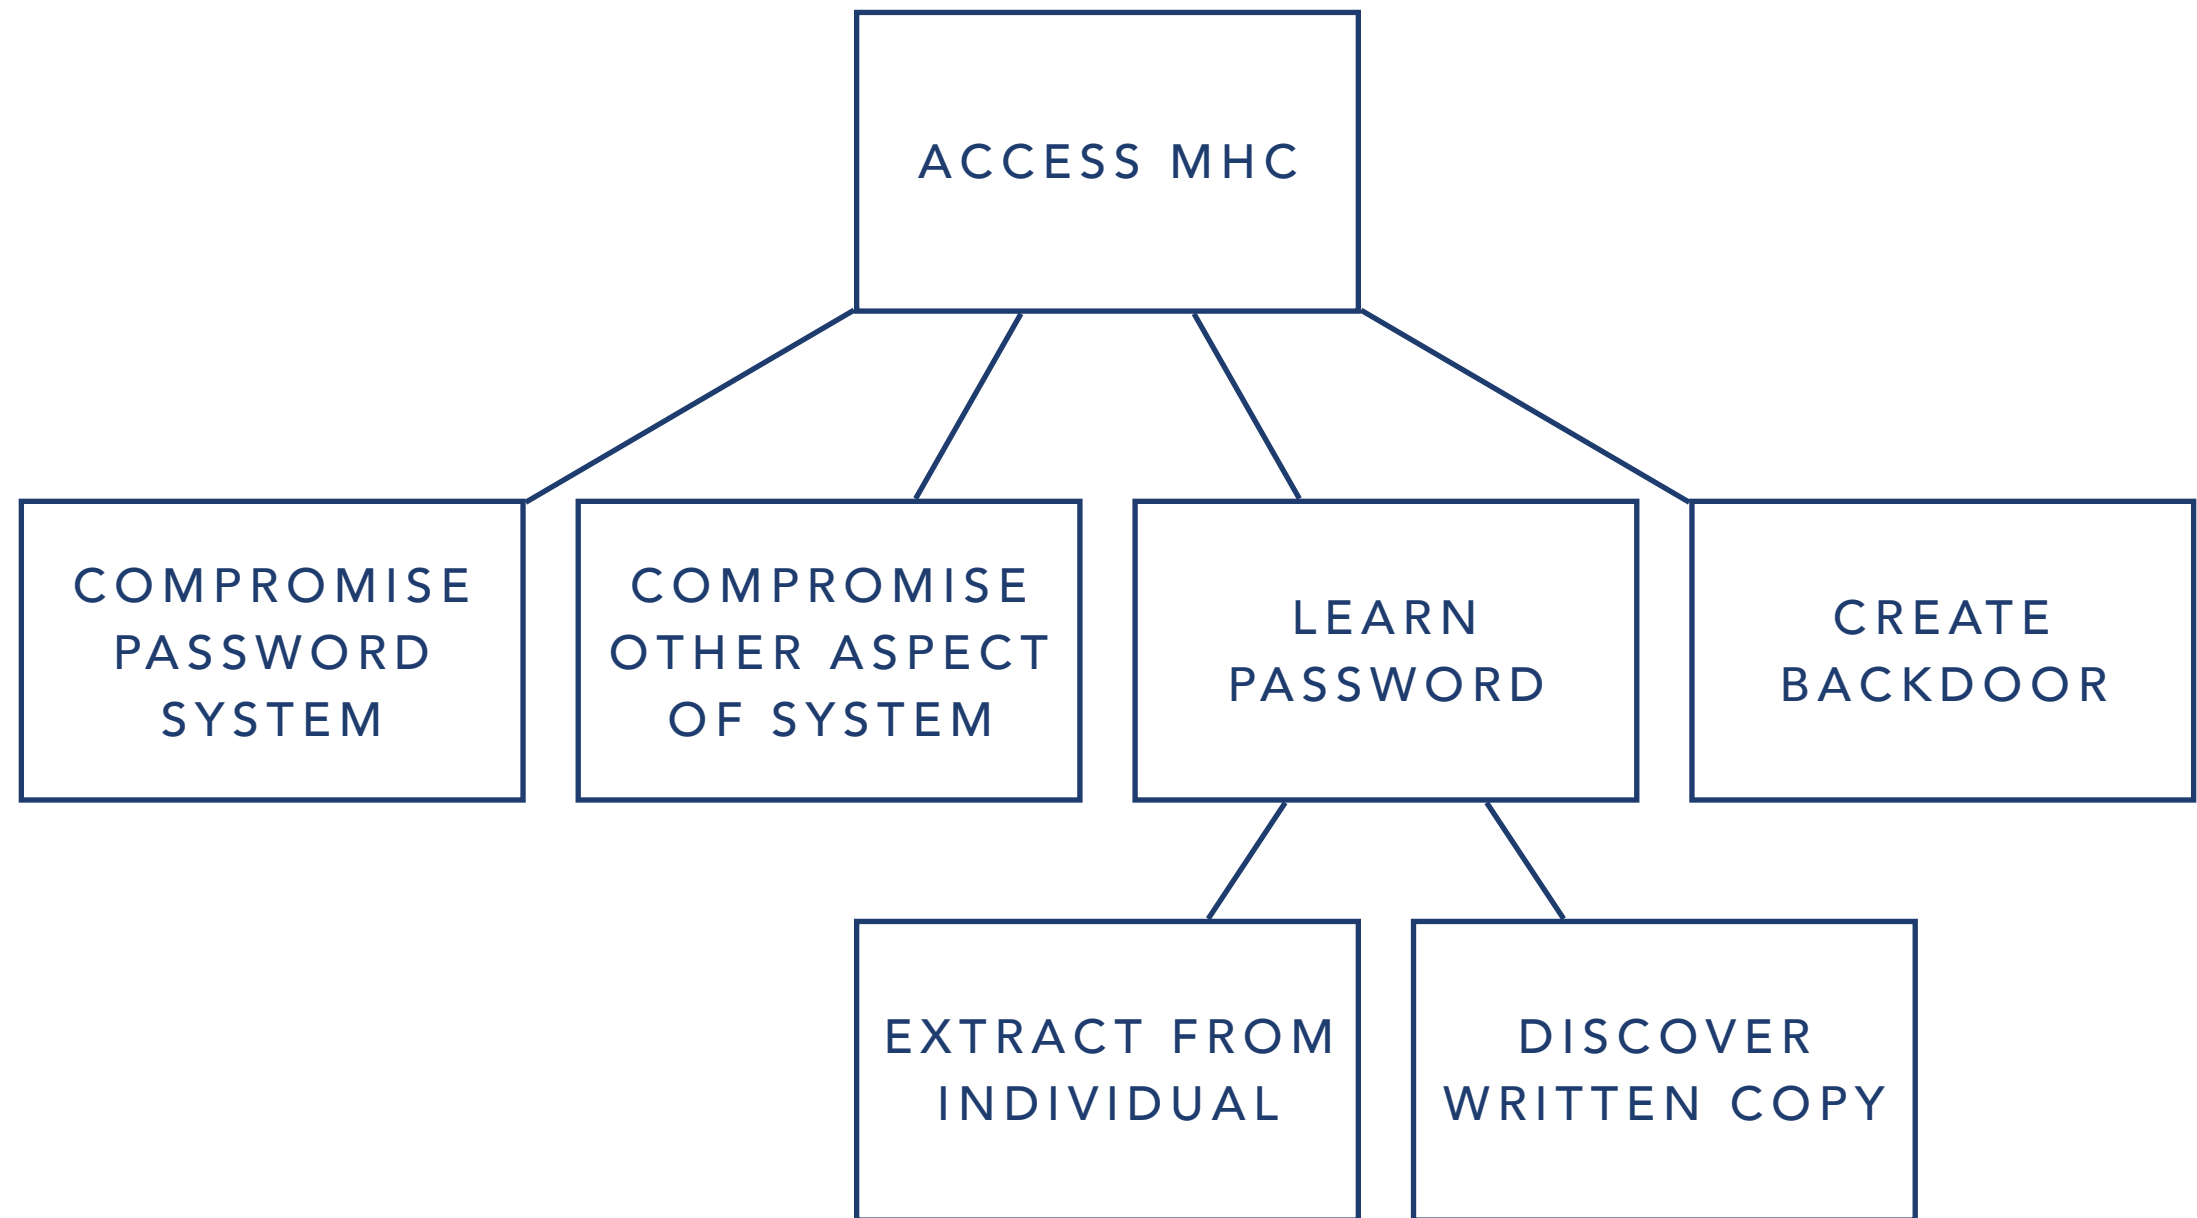 ACCESS MHC
COMPROMISE
PASSWORD
SYSTEM
COMPROMISE
OTHER ASPECT
OF SYSTEM
LEARN
PASSWORD
CREATE
BACKDOOR
EXTRACT FROM
INDIVIDUAL
DISCOVER
WRITTEN COPY